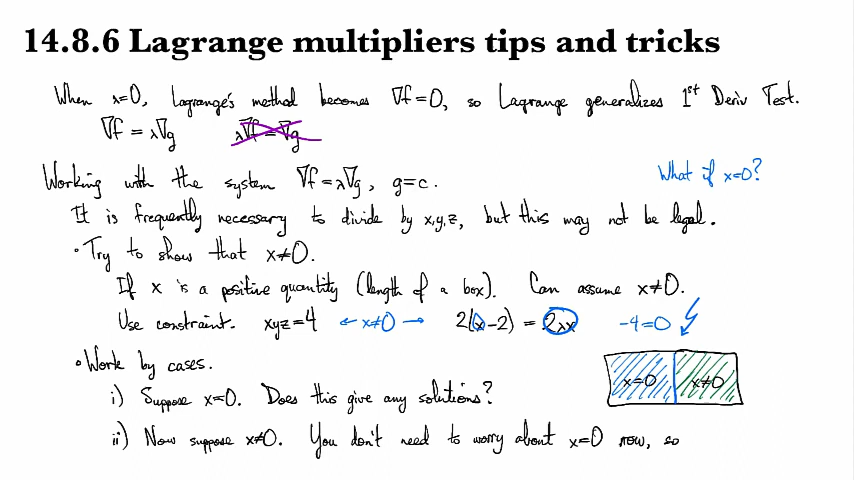 14.8.6 Lagrange multipliers tips and tricks
When λ=0, Lagrange's method becomes ∇f=0, so Lagrange generalizes 1st Deriv Test.
∇f = λ∇g λ∇f = ∇g
Working with the system ∇f=λ∇g, g=c. What if x=0?
It is frequently necessary to divide by x,y,z, but this may not be legal.
• Try to show that x≠0.
If x is a positive quantity (length of a box). Can assume x≠0.
Use constraint. xyz=4 ← x≠0 → 2(x-2) = 2λx -4=0
• Work by cases. x=0 x≠0
i) Suppose x=0. Does this give any solutions?
ii) Now suppose x≠0. You don't need to worry about x=0 now, so